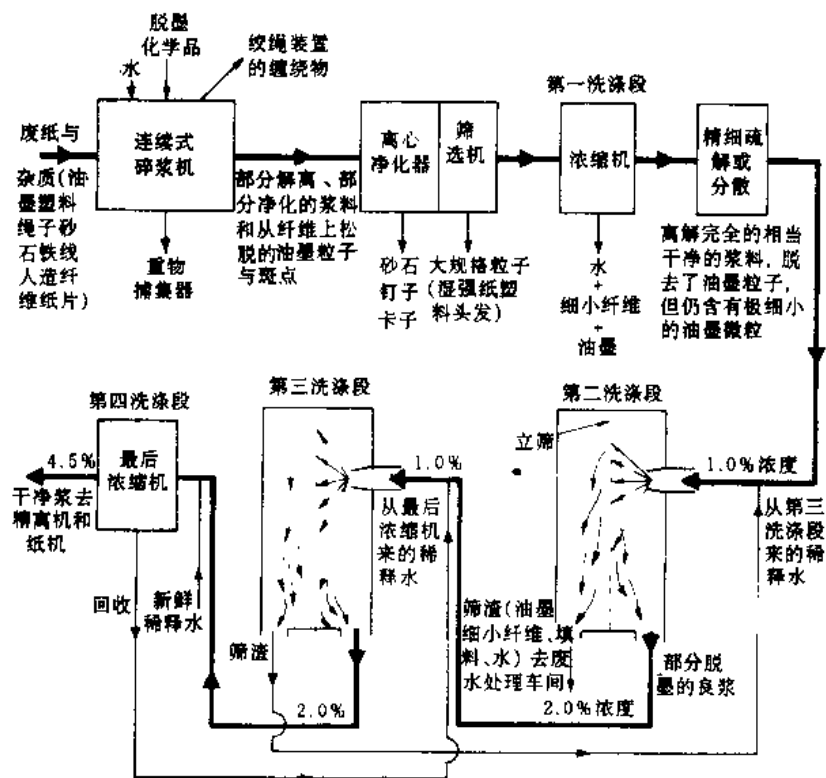 脱墨
化学品
水
绞绳装置
的缠绕物
废纸与
杂质(油
墨塑料
绳子砂
石铁线
人造纤
维纸片)
连续式
碎浆机
重物
捕集器
部分解离、部
分净化的浆料
和从纤维上松
脱的油墨粒子
与斑点
离心
净化器
筛
选
机
砂石
钉子
卡子
大规格粒子
(湿强纸塑
料头发)
第一洗涤段
浓缩机
水
+
细小纤维
+
油墨
精细疏
解或
分散
离解完全的相当
干净的浆料,脱
去了油墨粒子,
但仍含有极细小
的油墨微粒
第四洗涤段
最后
浓缩机
4.5%
干净浆去
精离机和
纸机
回收
新鲜
稀释水
第三洗涤段
1.0%
从最后
浓缩机
来的稀
释水
筛渣
2.0%
第二洗涤段
立筛
1.0%浓度
从第三
洗涤段
来的稀
释水
筛渣(油墨
细小纤维、填
料、水)去废
水处理车间
2.0%浓度
部分脱
墨的良浆